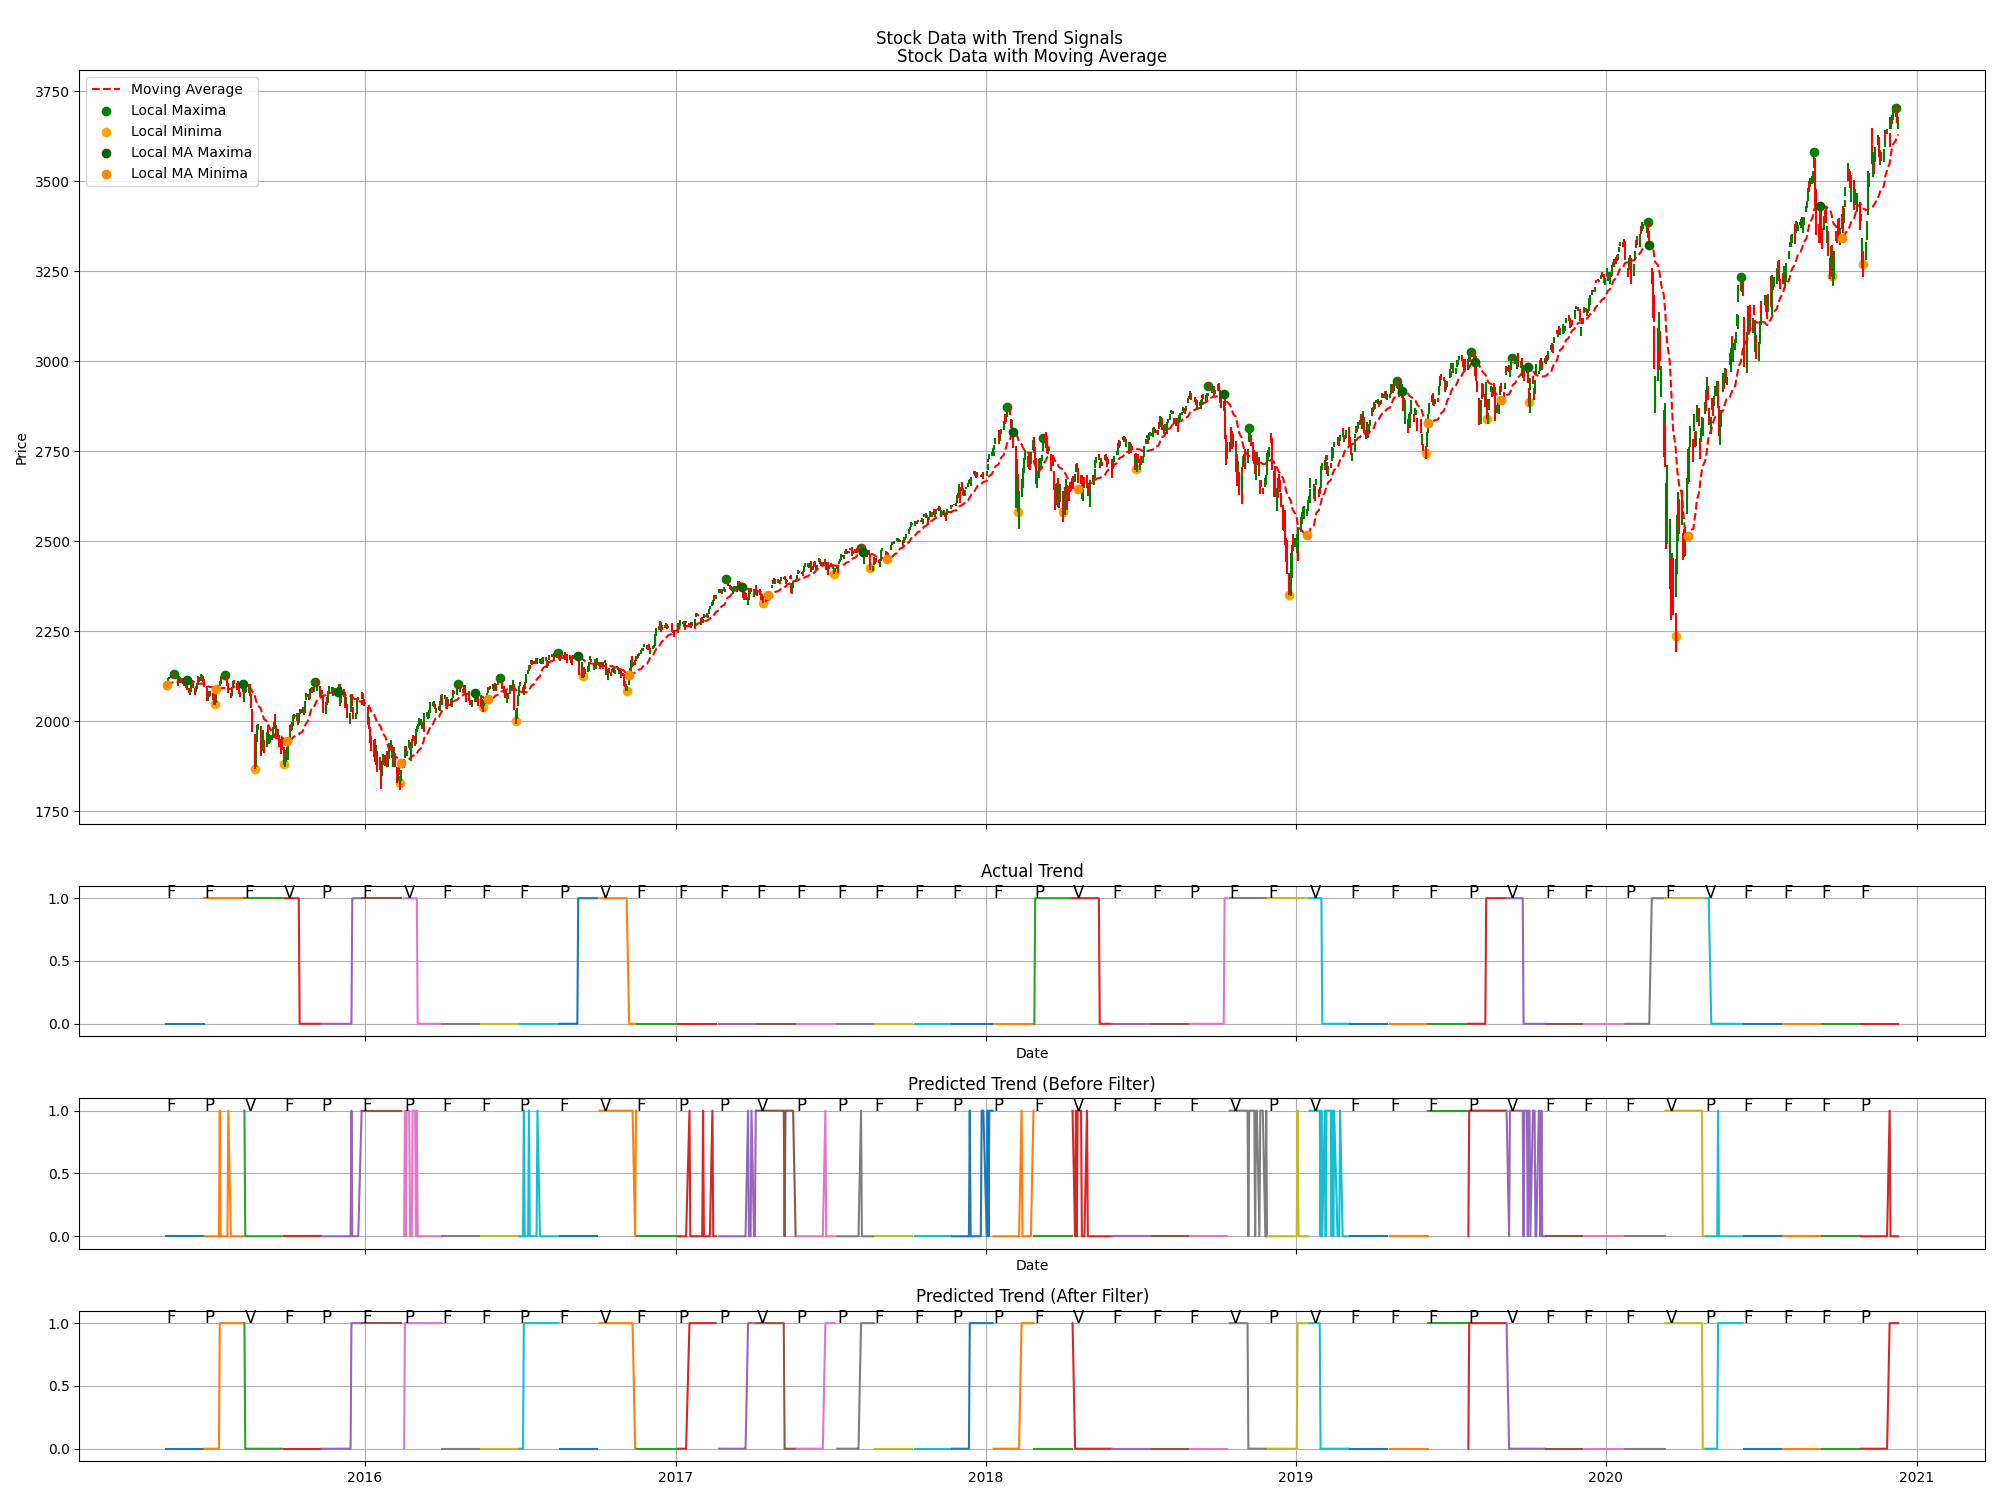 Stock Data with Trend Signals
Stock Data with Moving Average
Moving Average
Local Maxima
Local Minima
Local MA Maxima
Local MA Minima
Price
3750
3500
3250
3000
2750
2500
2250
2000
1750
Actual Trend
F F F V P F V F F F P V F F F F F F F F F F P V F F P F F V F F F P V F F P F V F F F F
1.0
0.5
0.0
Date
Predicted Trend (Before Filter)
F P V F P F P F F P F V F P P V P P F F P P F V F F F V P V F F F P V F F F V P F F F P
1.0
0.5
0.0
Date
Predicted Trend (After Filter)
F P V F P F P F F P F V F P P V P P F F P P F V F F F V P V F F F P V F F F V P F F F P
1.0
0.5
0.0
2016 2017 2018 2019 2020 2021